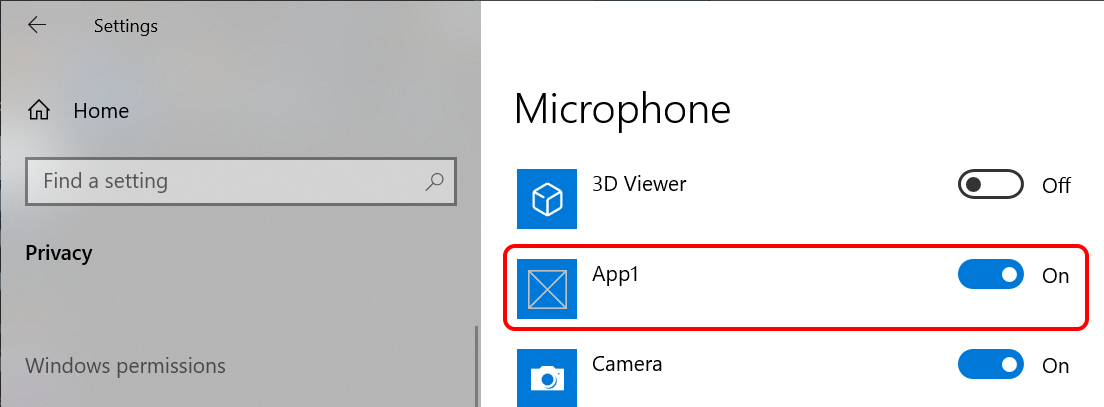 Settings
Home
Find a setting
Privacy
Windows permissions
Microphone
3D Viewer Off
App1 On
Camera On